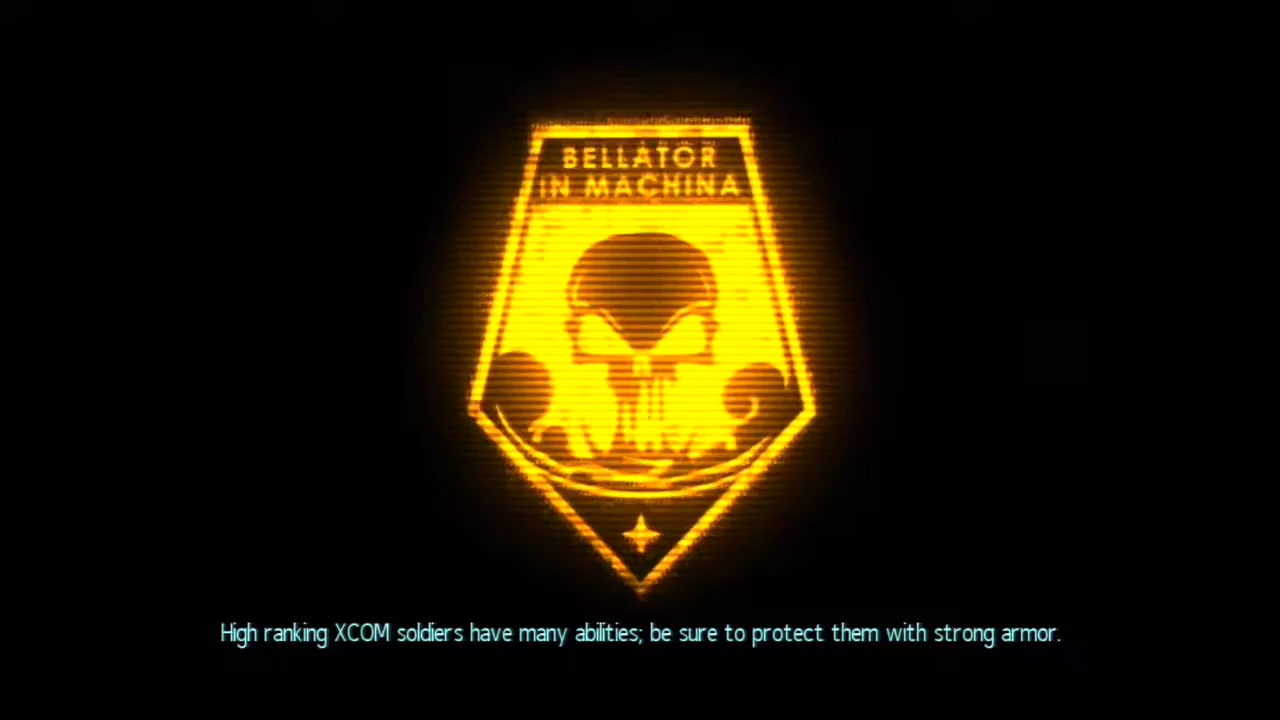 BELLATOR
IN MACHINA
High ranking XCOM soldiers have many abilities; be sure to protect them with strong armor.